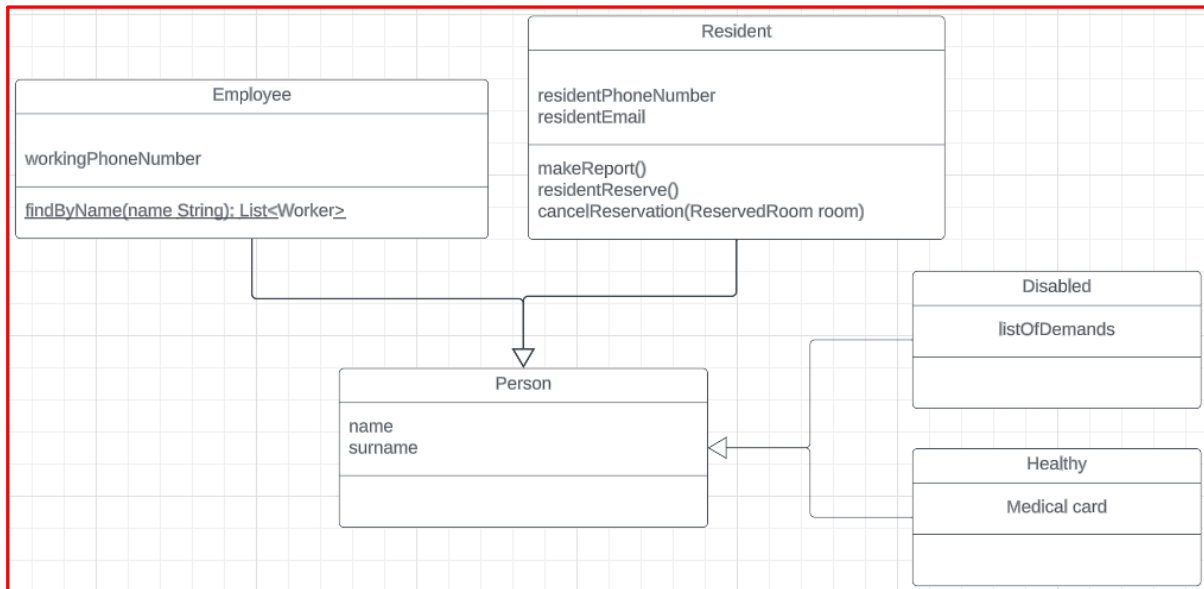 Resident
residentPhoneNumber
residentEmail
makeReport()
residentReserve()
cancelReservation(ReservedRoom room)
Employee
workingPhoneNumber
findByName(name String): List<Worker>
Disabled
listOfDemands
Person
name
surname
Healthy
Medical card